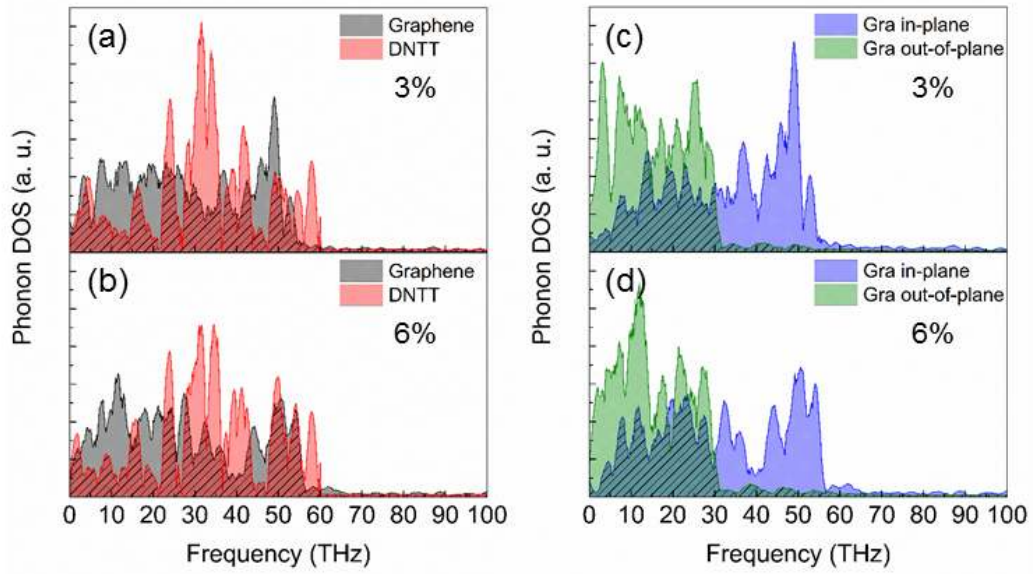 (a)
Graphene
DNTT
3%
(b)
Graphene
DNTT
6%
Phonon DOS (a. u.)
0 10 20 30 40 50 60 70 80 90 100
Frequency (THz)
(c)
Gra in-plane
Gra out-of-plane
3%
(d)
Gra in-plane
Gra out-of-plane
6%
Phonon DOS (a. u.)
0 10 20 30 40 50 60 70 80 90 100
Frequency (THz)